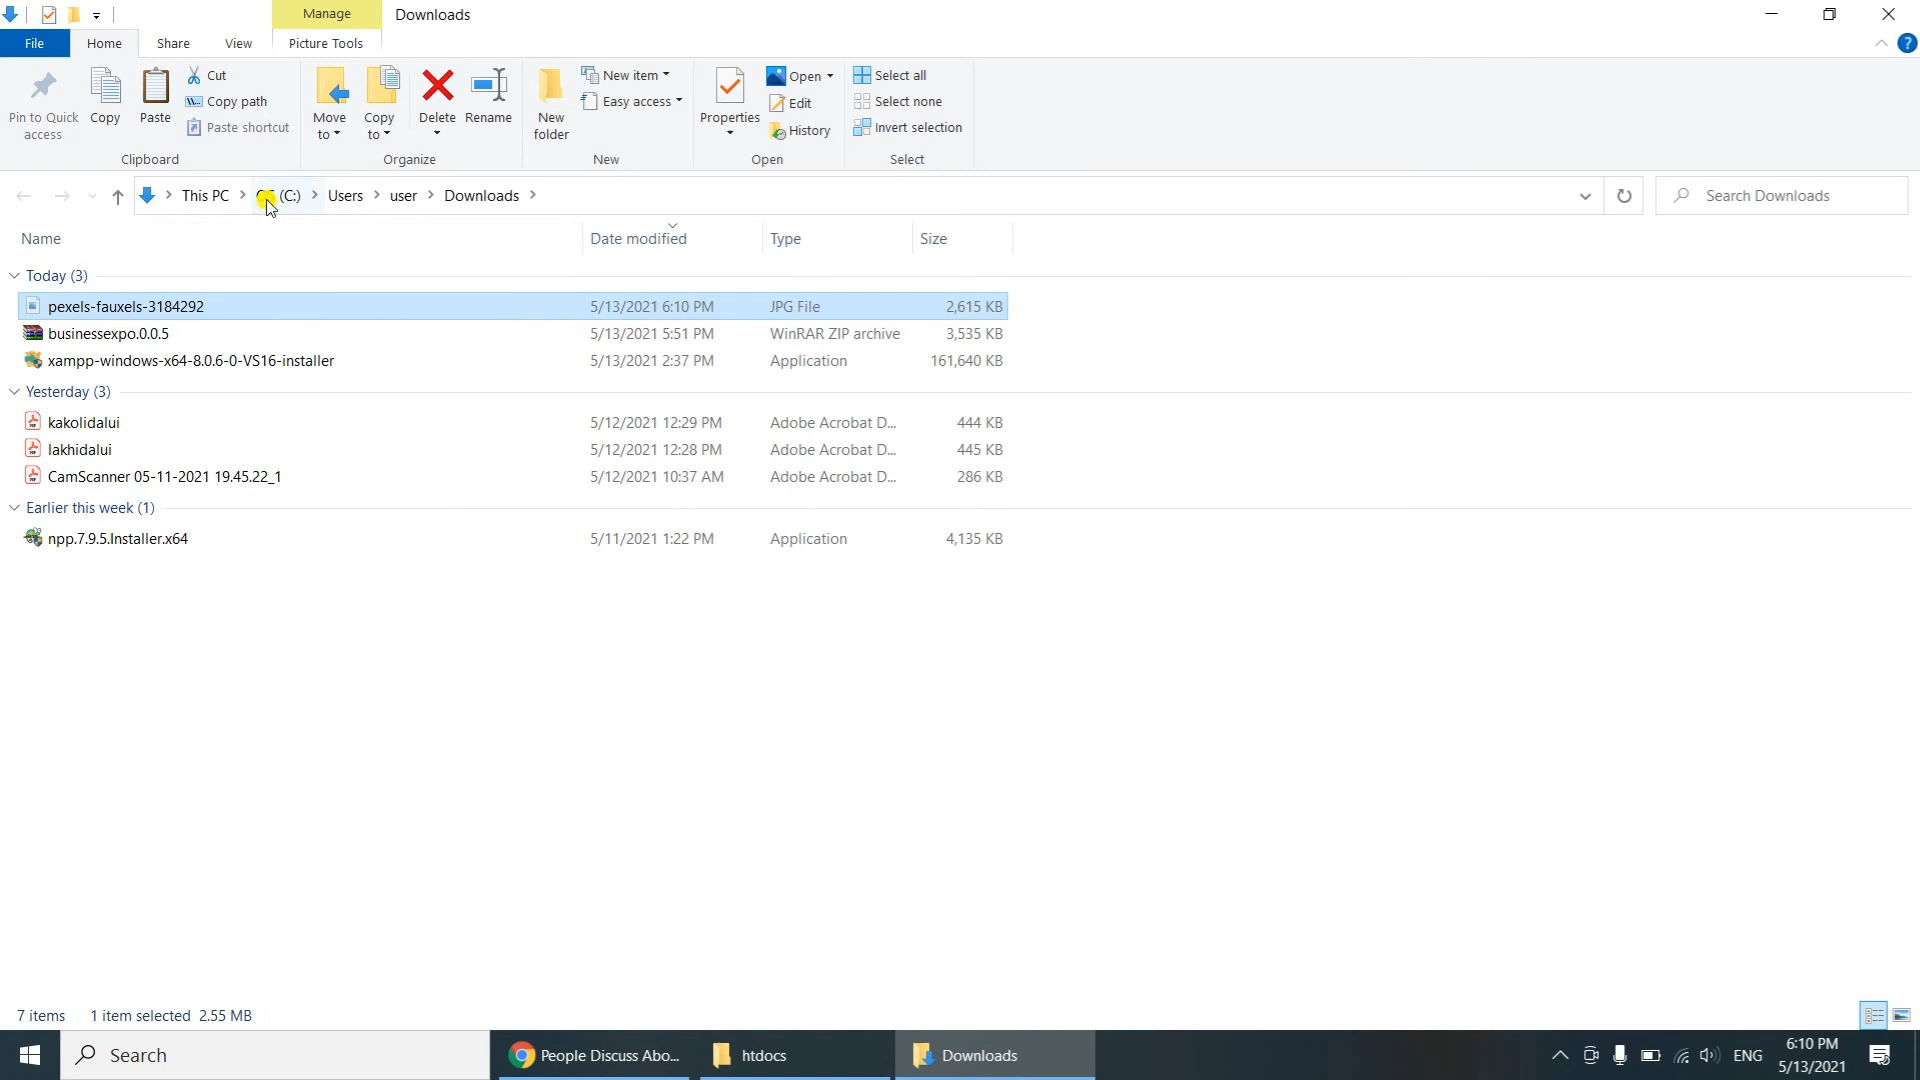 Manage
Downloads
File
Home
Share
View
Picture Tools
Pin to Quick access
Copy
Paste
Cut
Copy path
Paste shortcut
Clipboard
Move to
Copy to
Delete
Rename
Organize
New folder
New item
Easy access
New
Properties
Open
Edit
History
Open
Select all
Select none
Invert selection
Select
This PC
(C:)
Users
user
Downloads
Search Downloads
Name
Date modified
Type
Size
Today (3)
pexels-fauxels-3184292 5/13/2021 6:10 PM JPG File 2,615 KB
businessexpo.0.0.5 5/13/2021 5:51 PM WinRAR ZIP archive 3,535 KB
xampp-windows-x64-8.0.6-0-VS16-installer 5/13/2021 2:37 PM Application 161,640 KB
Yesterday (3)
kakolidalui 5/12/2021 12:29 PM Adobe Acrobat D... 444 KB
lakhidalui 5/12/2021 12:28 PM Adobe Acrobat D... 445 KB
CamScanner 05-11-2021 19.45.22_1 5/12/2021 10:37 AM Adobe Acrobat D... 286 KB
Earlier this week (1)
npp.7.9.5.Installer.x64 5/11/2021 1:22 PM Application 4,135 KB
7 items 1 item selected 2.55 MB
Search
People Discuss Abo...
htdocs
Downloads
ENG
6:10 PM
5/13/2021